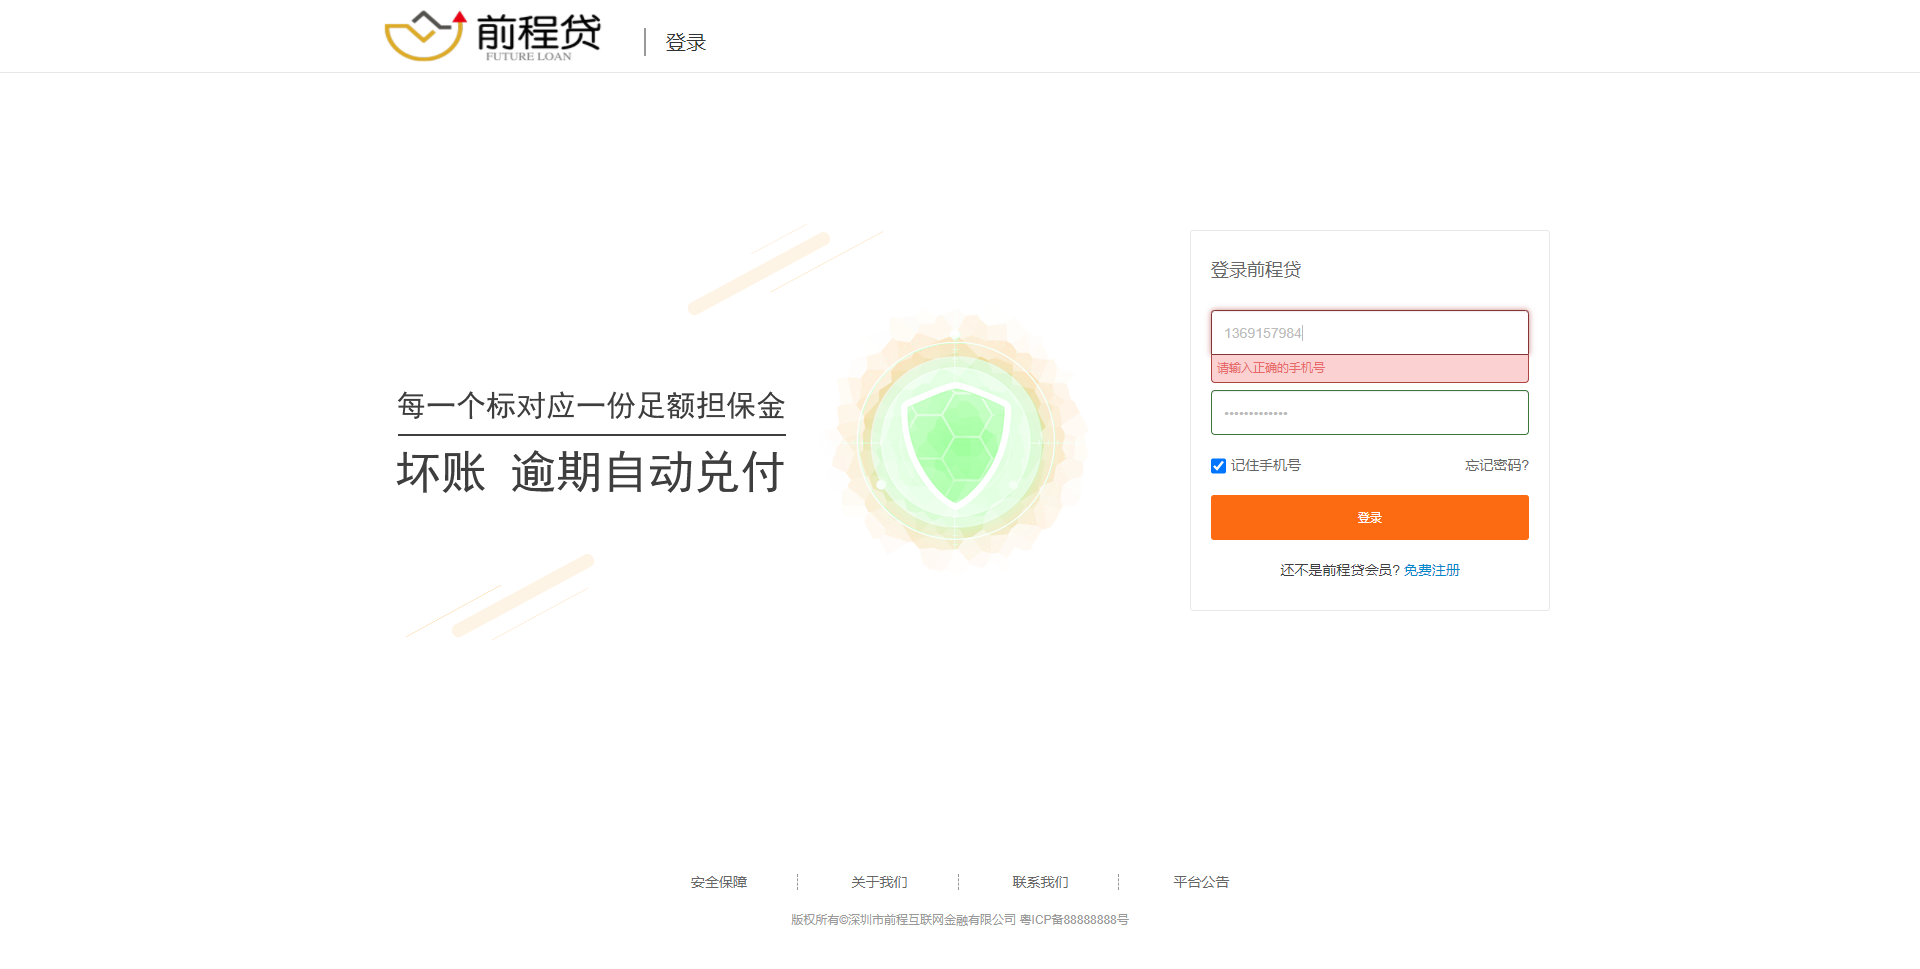 前程贷
FUTURE LOAN
登录
每一个标对应一份足额担保金
坏账 逾期自动兑付
登录前程贷
1369157984
请输入正确的手机号
•••••••••••••
记住手机号 忘记密码?
登录
还不是前程贷会员? 免费注册
安全保障 关于我们 联系我们 平台公告
版权所有©深圳市前程互联网金融有限公司 粤ICP备88888888号